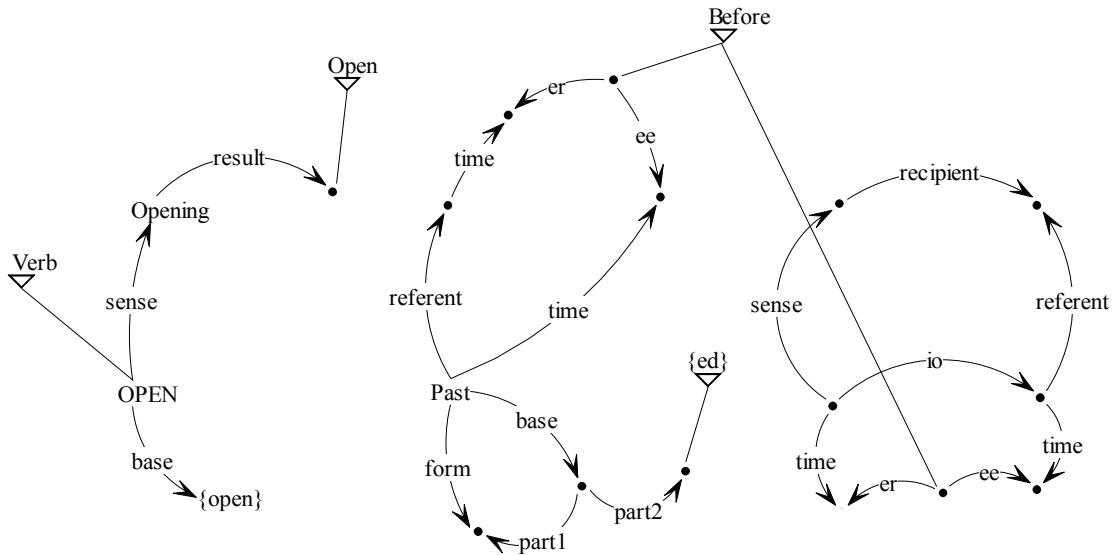 Before
Open
er
ee
time
result
recipient
Opening
Verb
referent
time
sense
sense
referent
io
{ed}
OPEN
Past
base
base
form
time
time
er
ee
{open}
part2
part1